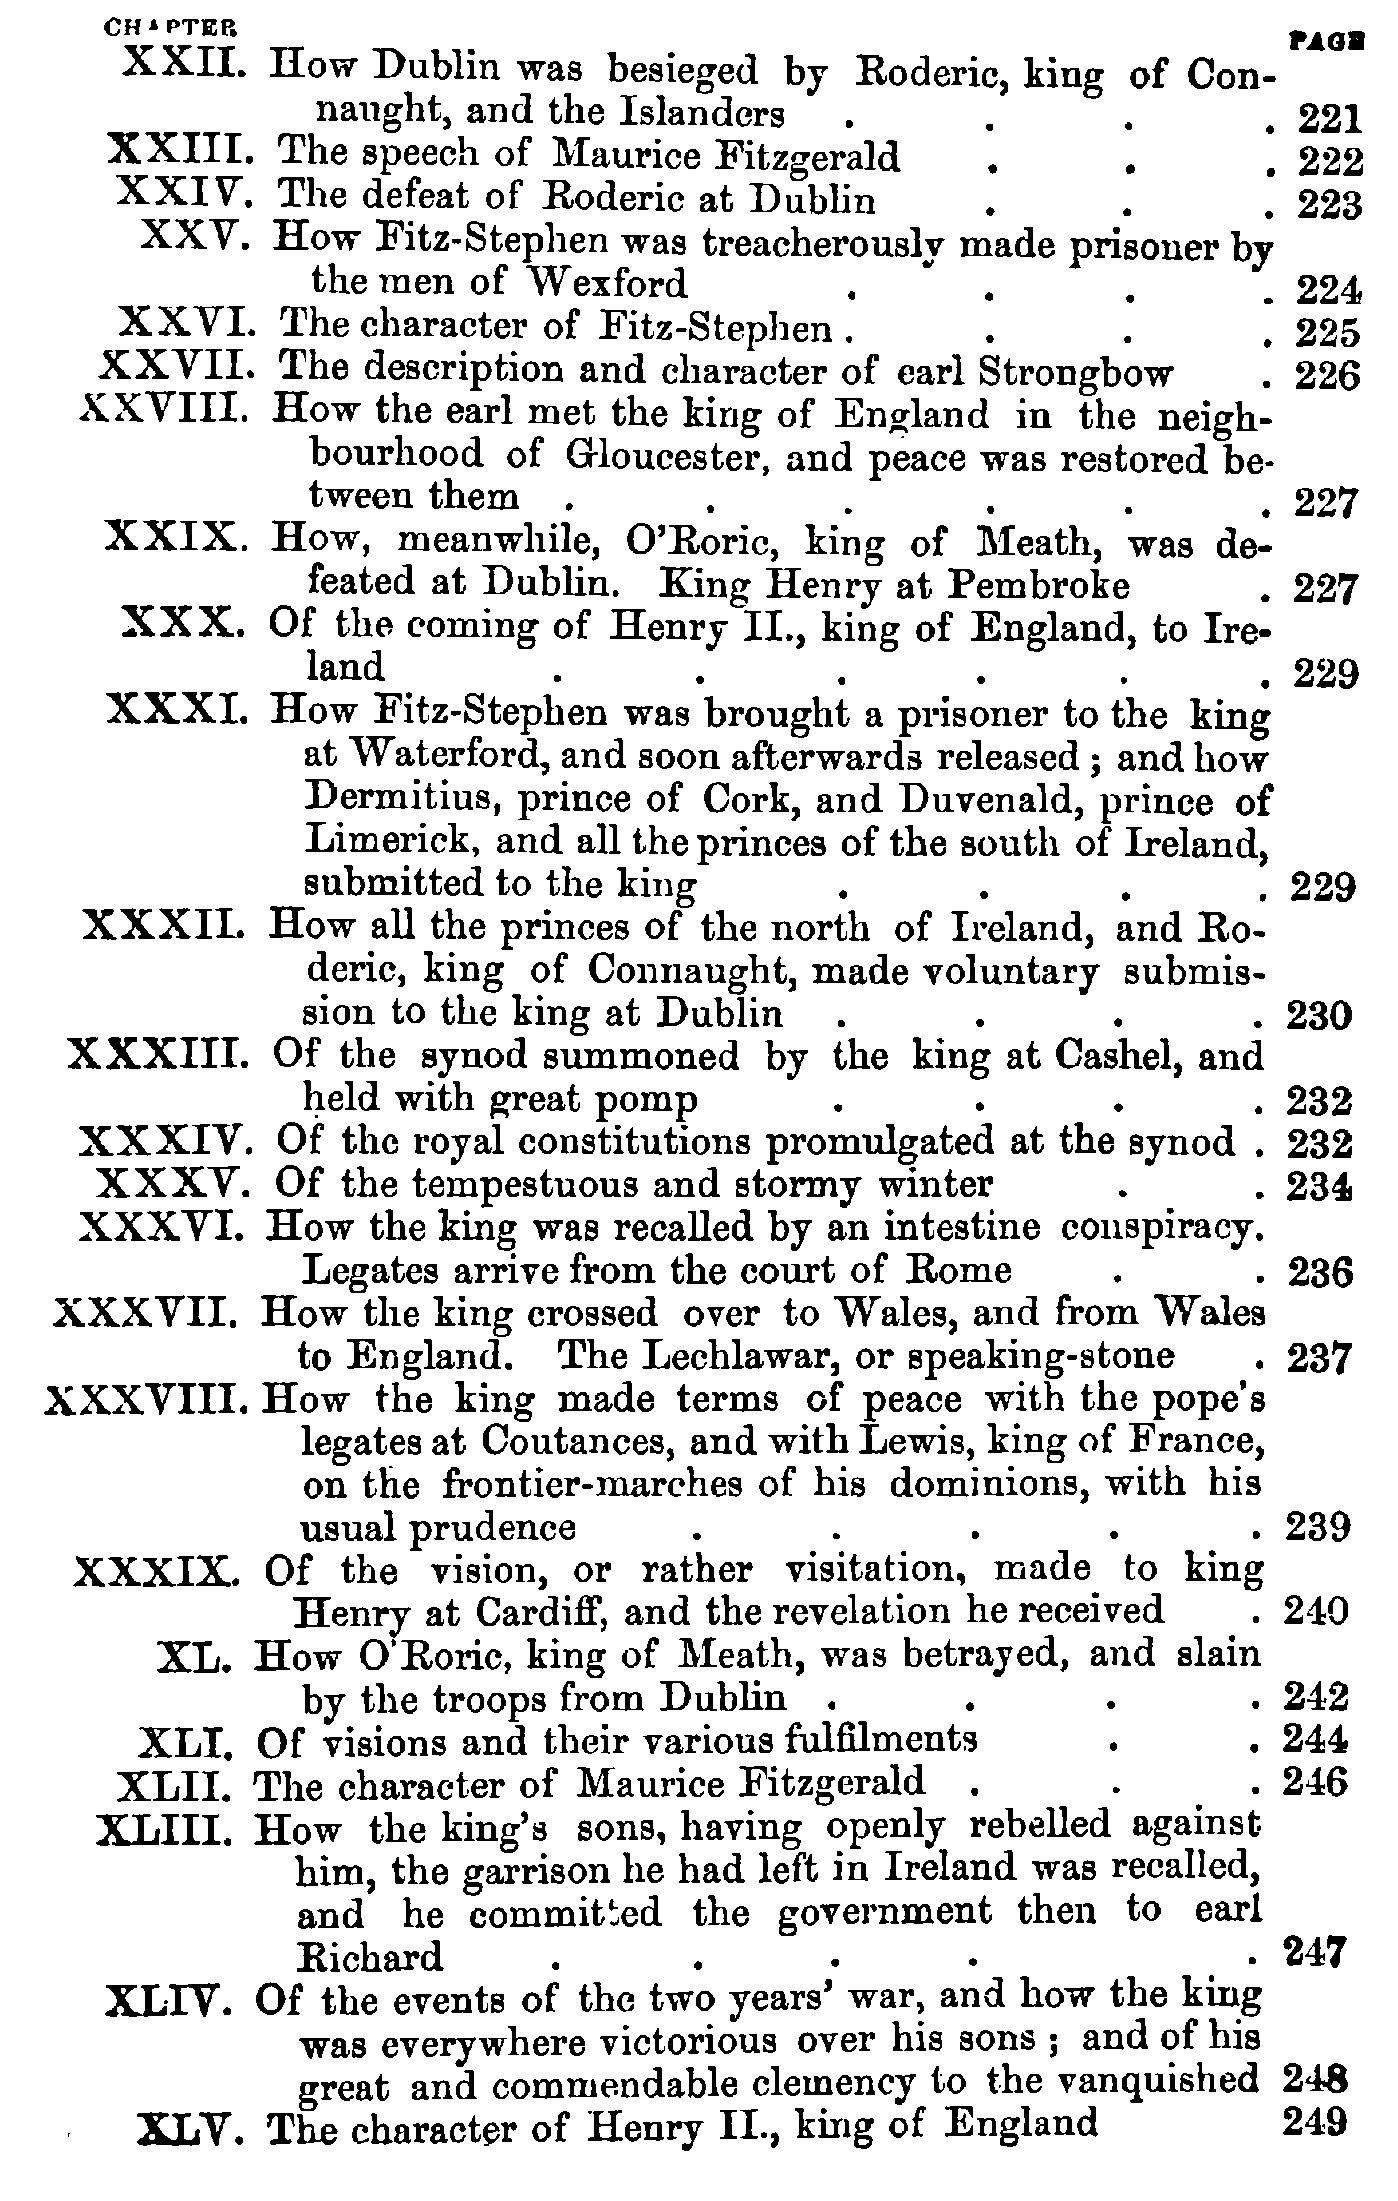 CHAPTER PAGE
XXII. How Dublin was besieged by Roderic, king of Con-
naught, and the Islanders . . . . 221
XXIII. The speech of Maurice Fitzgerald . . . 222
XXIV. The defeat of Roderic at Dublin . . . 223
XXV. How Fitz-Stephen was treacherously made prisoner by
the men of Wexford . . . . 224
XXVI. The character of Fitz-Stephen . . . . 225
XXVII. The description and character of earl Strongbow . 226
XXVIII. How the earl met the king of England in the neigh-
bourhood of Gloucester, and peace was restored be-
tween them . . . . . . 227
XXIX. How, meanwhile, O'Roric, king of Meath, was de-
feated at Dublin. King Henry at Pembroke . 227
XXX. Of the coming of Henry II., king of England, to Ire-
land . . . . . . 229
XXXI. How Fitz-Stephen was brought a prisoner to the king
at Waterford, and soon afterwards released ; and how
Dermitius, prince of Cork, and Duvenald, prince of
Limerick, and all the princes of the south of Ireland,
submitted to the king . . . . 229
XXXII. How all the princes of the north of Ireland, and Ro-
deric, king of Connaught, made voluntary submis-
sion to the king at Dublin . . . . 230
XXXIII. Of the synod summoned by the king at Cashel, and
held with great pomp . . . . 232
XXXIV. Of the royal constitutions promulgated at the synod . 232
XXXV. Of the tempestuous and stormy winter . . 234
XXXVI. How the king was recalled by an intestine conspiracy.
Legates arrive from the court of Rome . . 236
XXXVII. How the king crossed over to Wales, and from Wales
to England. The Lechlawar, or speaking-stone . 237
XXXVIII. How the king made terms of peace with the pope's
legates at Coutances, and with Lewis, king of France,
on the frontier-marches of his dominions, with his
usual prudence . . . . . 239
XXXIX. Of the vision, or rather visitation, made to king
Henry at Cardiff, and the revelation he received . 240
XL. How O'Roric, king of Meath, was betrayed, and slain
by the troops from Dublin . . . . 242
XLI. Of visions and their various fulfilments . . 244
XLII. The character of Maurice Fitzgerald . . . 246
XLIII. How the king's sons, having openly rebelled against
him, the garrison he had left in Ireland was recalled,
and he committed the government then to earl
Richard . . . . . 247
XLIV. Of the events of the two years' war, and how the king
was everywhere victorious over his sons ; and of his
great and commendable clemency to the vanquished 248
XLV. The character of Henry II., king of England 249